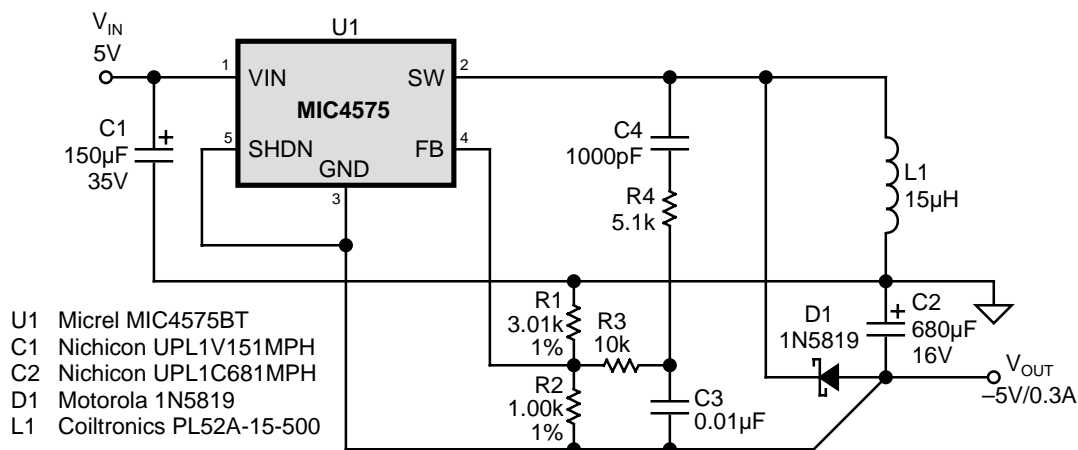 VIN
5V
U1
1
VIN
SW
2
MIC4575
5
SHDN
FB
4
GND
3
C1
+
150µF
35V
C4
1000pF
R4
5.1k
L1
15µH
R1
3.01k
1%
R3
10k
R2
1.00k
1%
C3
0.01µF
D1
1N5819
+
C2
680µF
16V
VOUT
–5V/0.3A
U1 Micrel MIC4575BT
C1 Nichicon UPL1V151MPH
C2 Nichicon UPL1C681MPH
D1 Motorola 1N5819
L1 Coiltronics PL52A-15-500